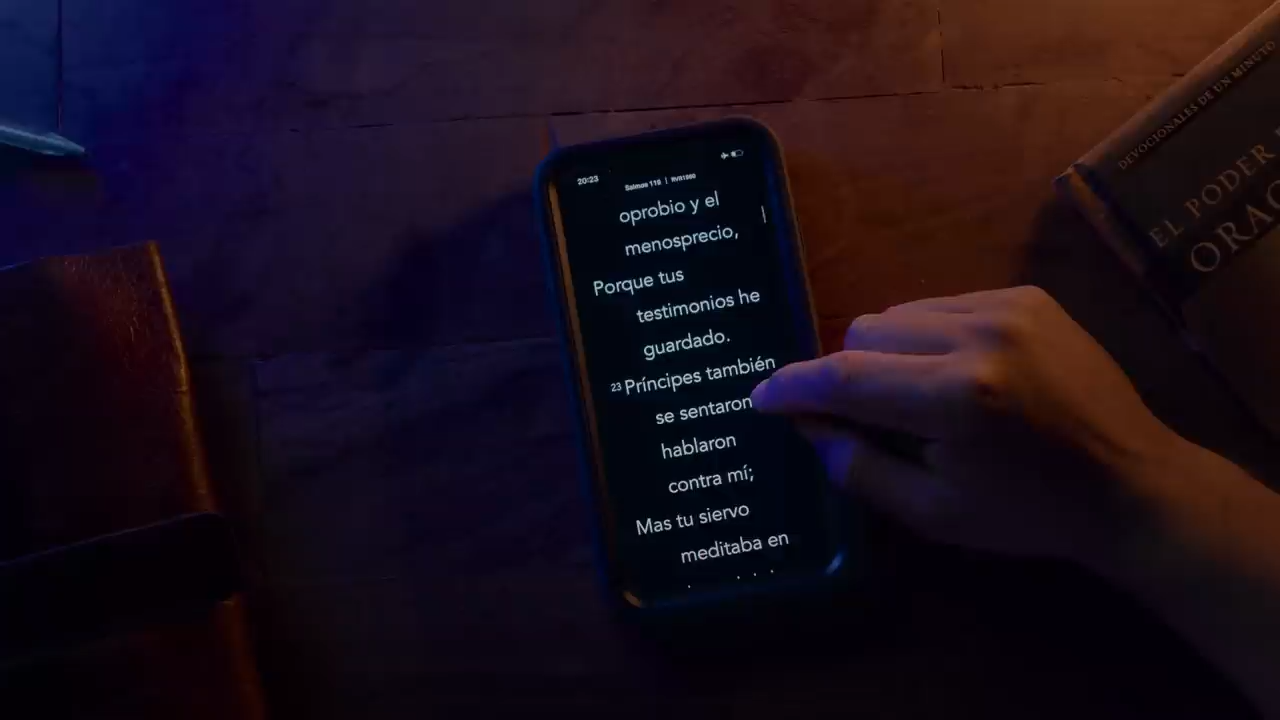 20:23
Salmos 119 | RVR1960
oprobio y el
menosprecio,
Porque tus
testimonios he
guardado.
23 Príncipes también
se sentaron
hablaron
contra mí;
Mas tu siervo
meditaba en
DEVOCIONALES DE UN MINUTO
EL PODER